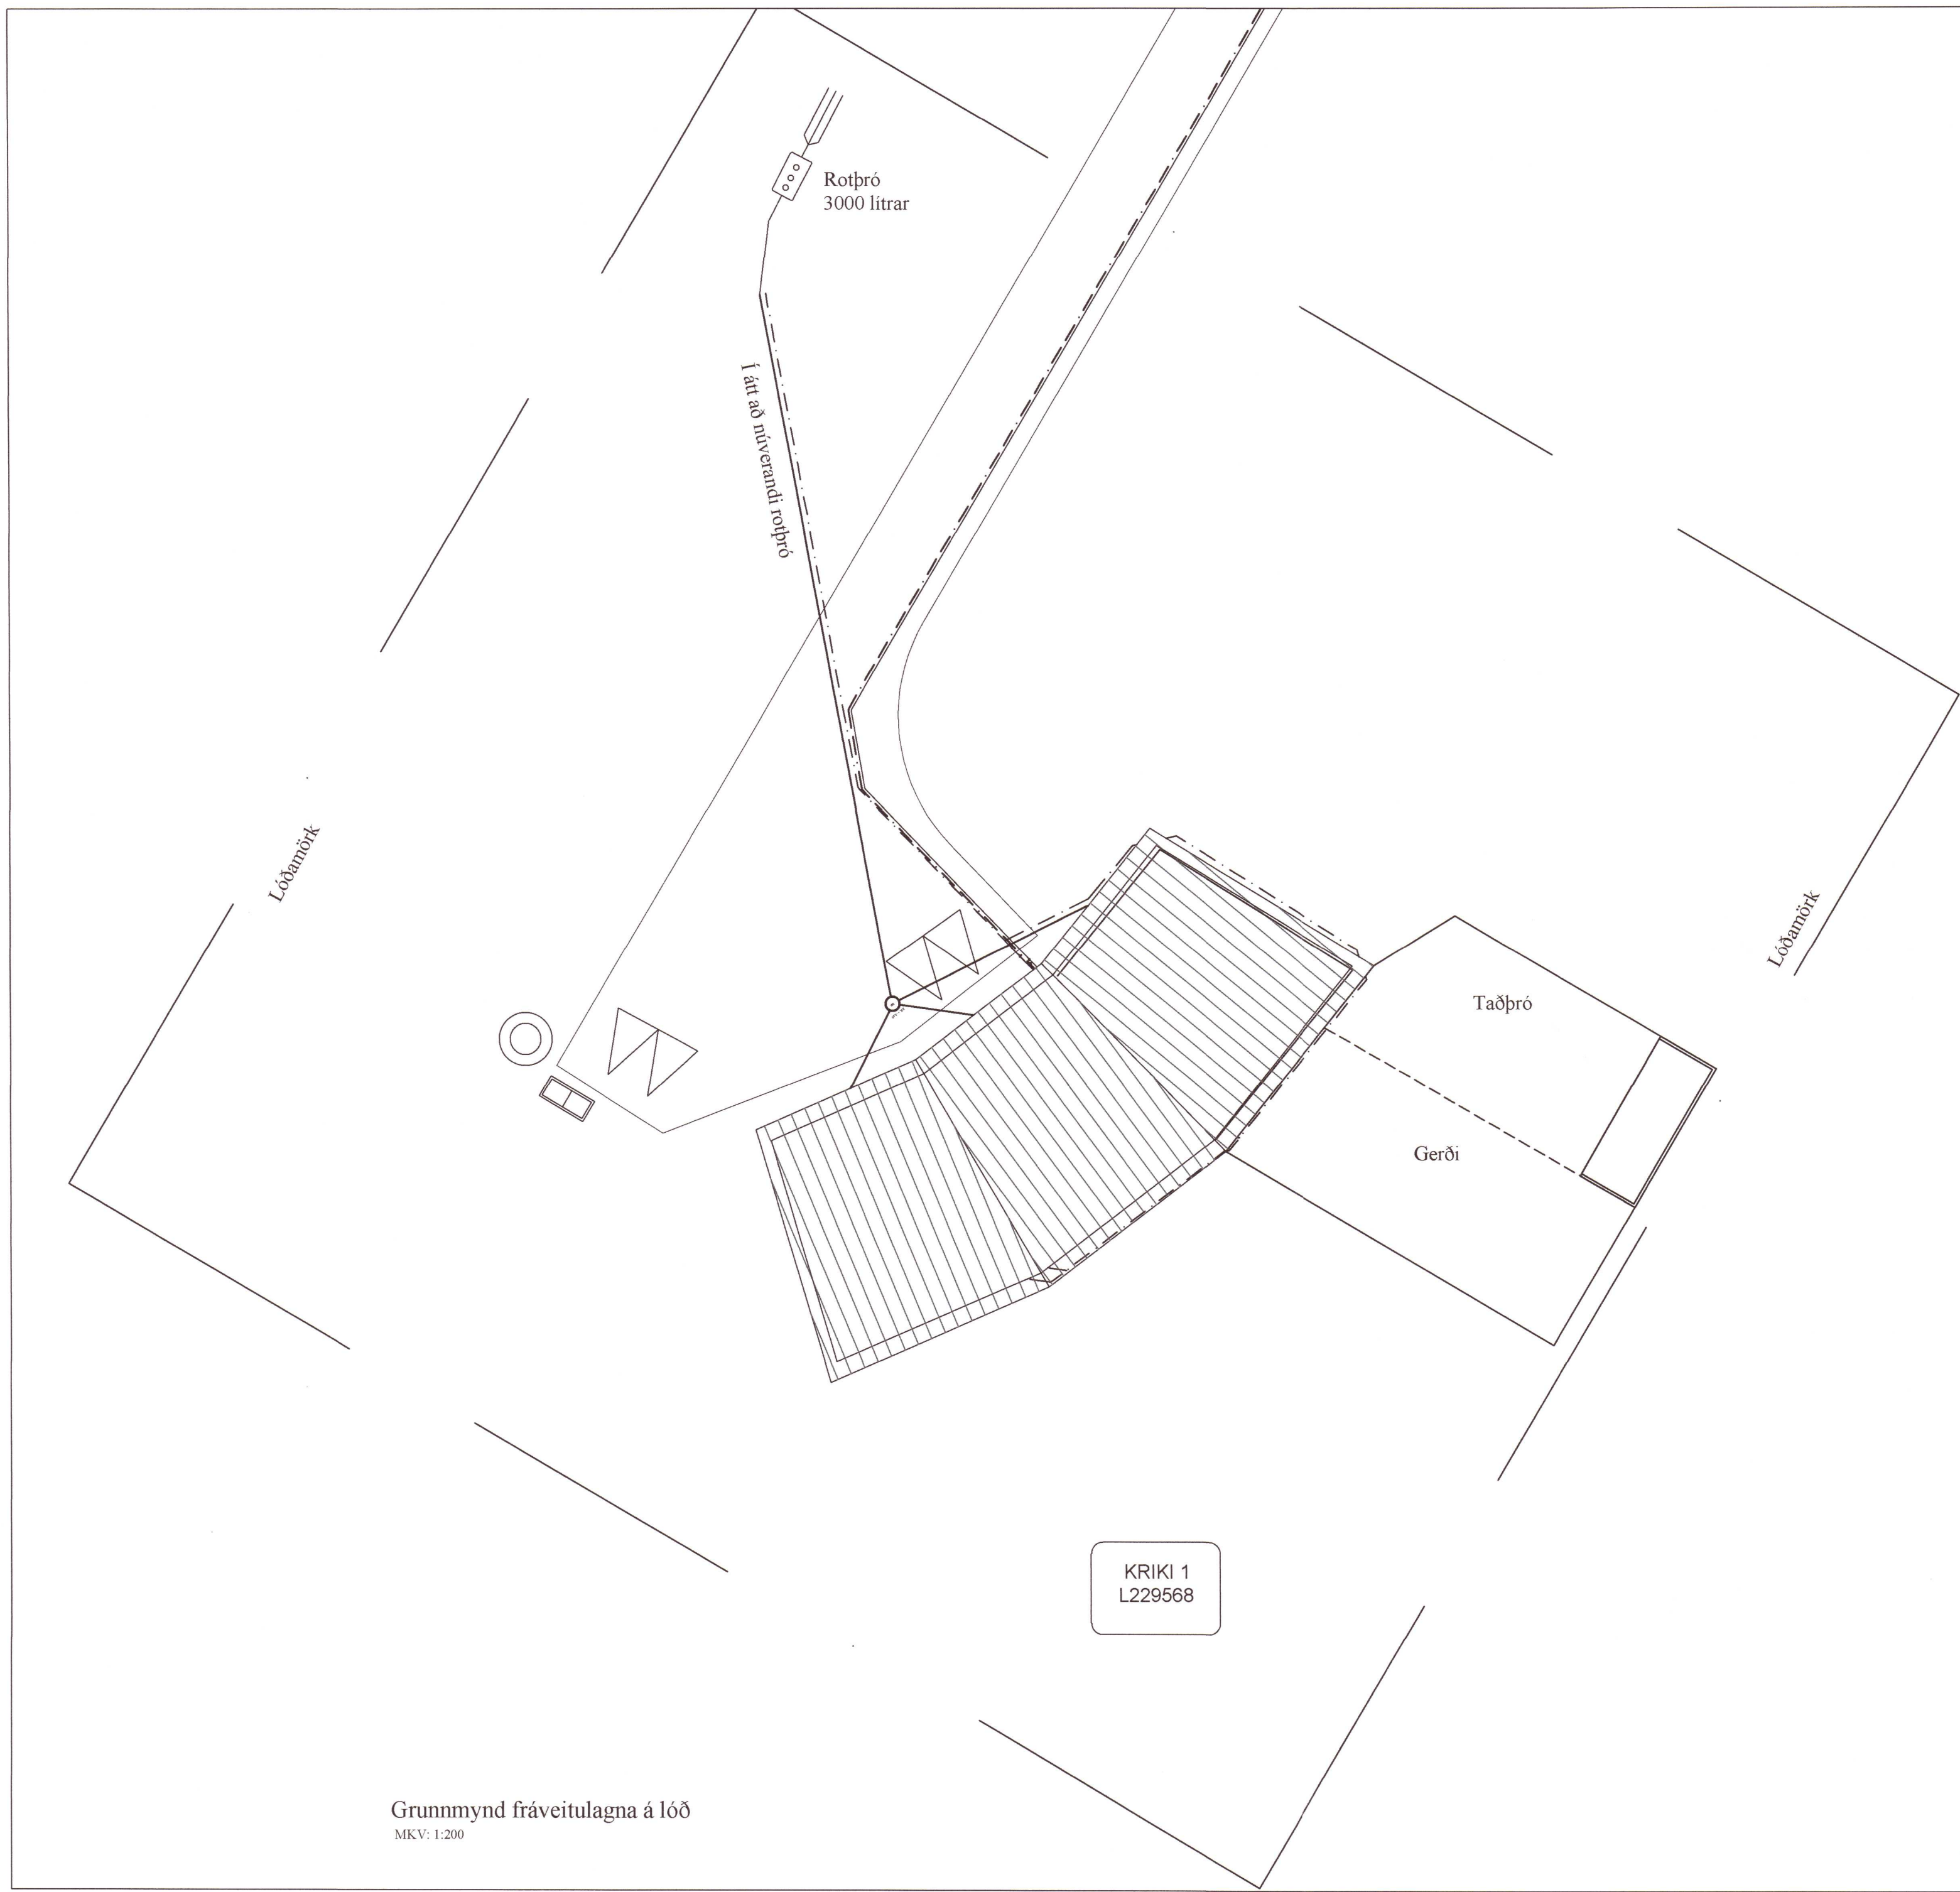 Rotþró
3000 lítrar
Í átt að núverandi rotþró
Lóðamörk
Lóðamörk
Taðþró
Gerði
KRIKI 1
L229568
Grunnmynd fráveitulagna á lóð
MKV: 1:200